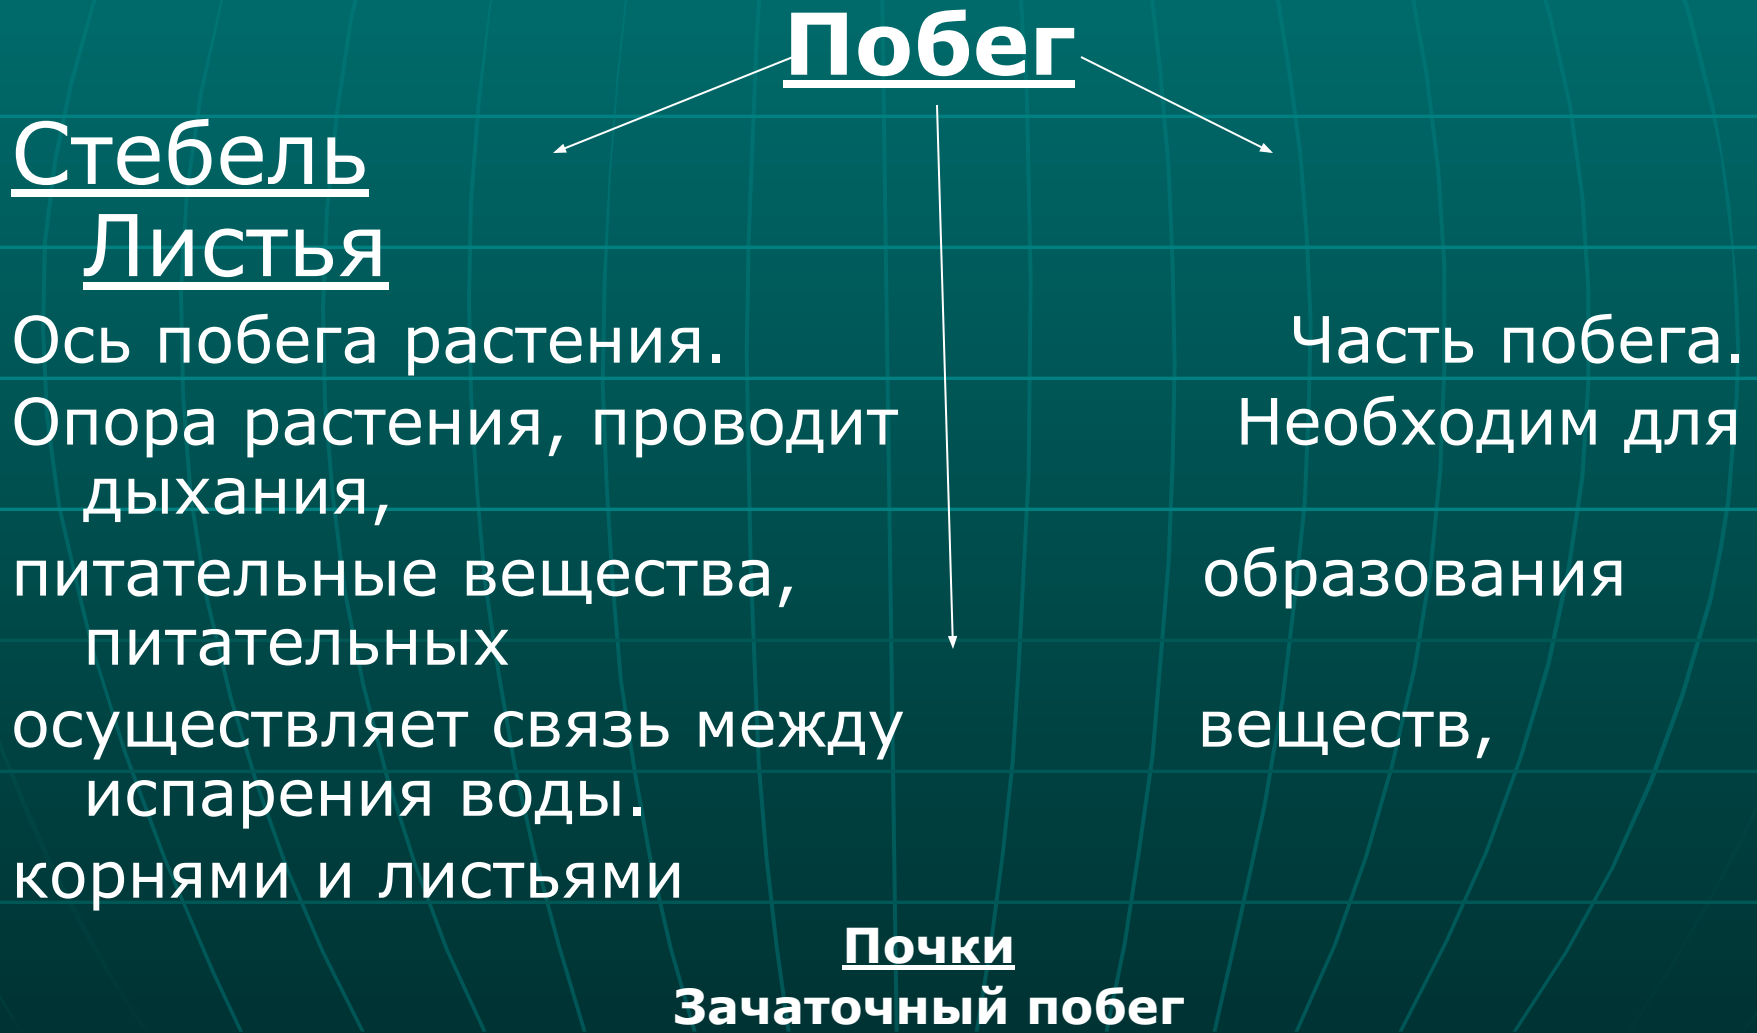 Побег
Стебель
Листья
Ось побега растения. Часть побега.
Опора растения, проводит Необходим для
дыхания,
питательные вещества, образования
питательных
осуществляет связь между веществ,
испарения воды.
корнями и листьями
Почки
Зачаточный побег